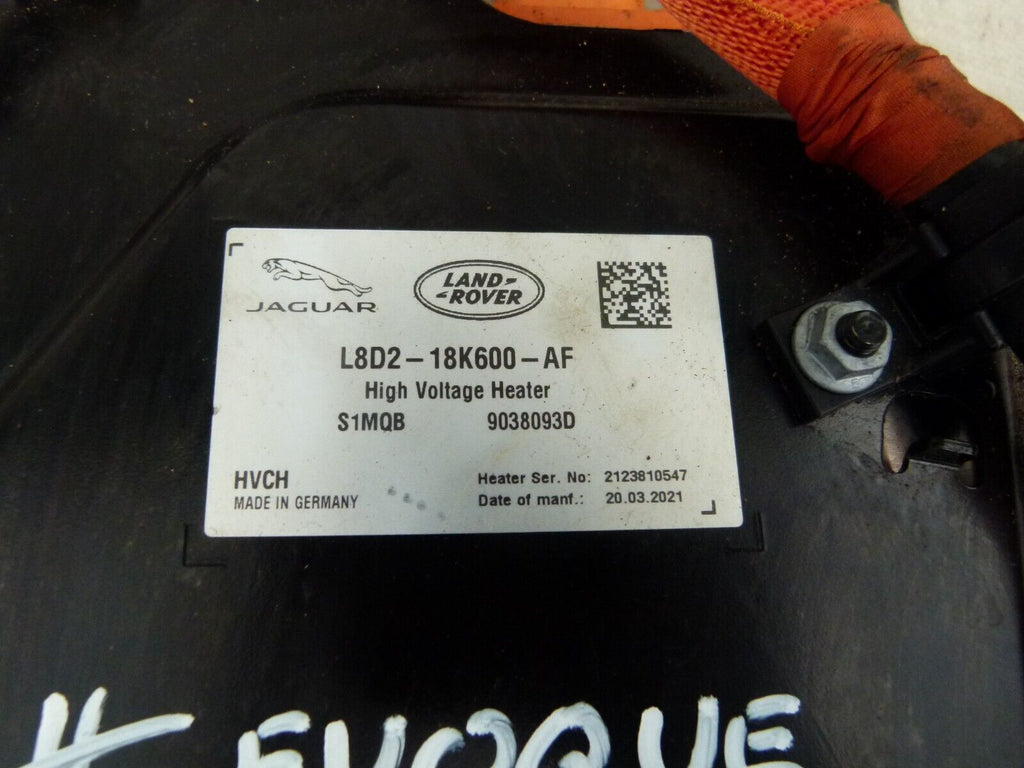 JAGUAR
LAND-
-ROVER
L8D2-18K600-AF
High Voltage Heater
S1MQB 9038093D
HVCH
MADE IN GERMANY
Heater Ser. No: 2123810547
Date of manf.: 20.03.2021
# EVOQUE